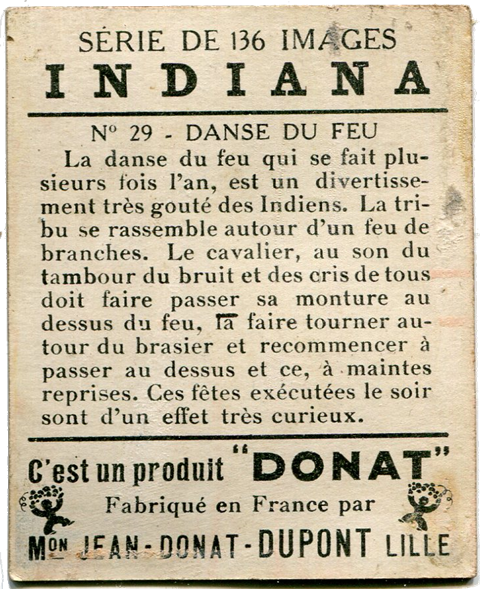 SÉRIE DE 136 IMAGES
INDIANA
Nº 29 - DANSE DU FEU
La danse du feu qui se fait plu-
sieurs fois l'an, est un divertisse-
ment très gouté des Indiens. La tri-
bu se rassemble autour d'un feu de
branches. Le cavalier, au son du
tambour du bruit et des cris de tous
doit faire passer sa monture au
dessus du feu, la faire tourner au-
tour du brasier et recommencer à
passer au dessus et ce, à maintes
reprises. Ces fêtes exécutées le soir
sont d'un effet très curieux.
C'est un produit "DONAT"
Fabriqué en France par
MON JEAN-DONAT-DUPONT LILLE